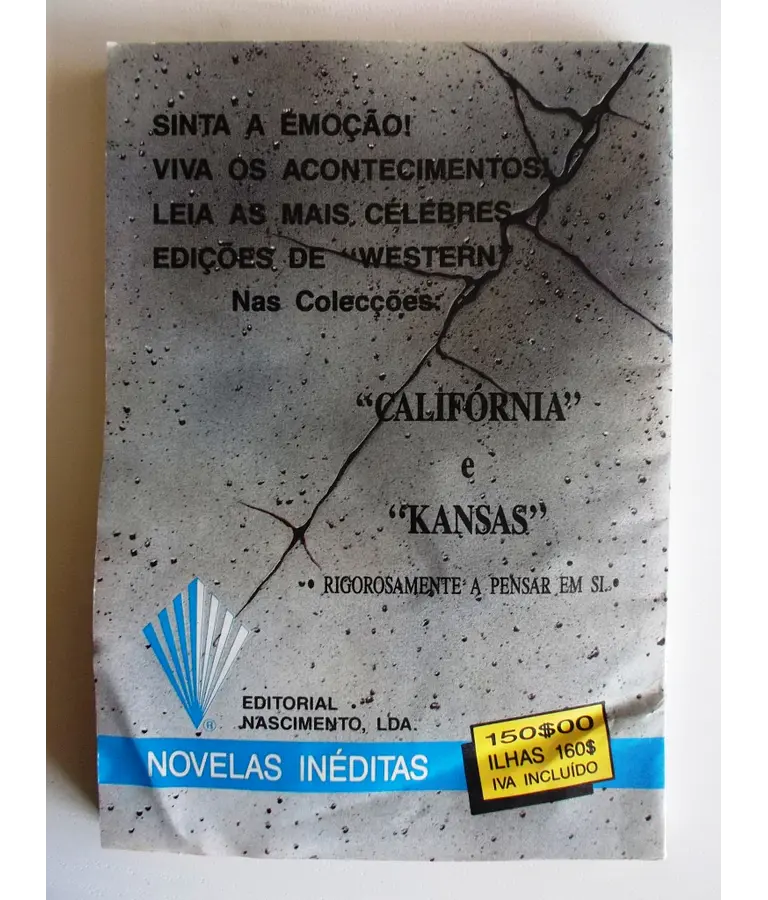 SINTA A EMOÇÃO!
VIVA OS ACONTECIMENTOS!
LEIA AS MAIS CÉLEBRES
EDIÇÕES DE "WESTERN"
Nas Colecções:
"CALIFÓRNIA"
e
"KANSAS"
• RIGOROSAMENTE A PENSAR EM SI.•
®
EDITORIAL
NASCIMENTO, LDA.
NOVELAS INÉDITAS
150$00
ILHAS 160$
IVA INCLUÍDO